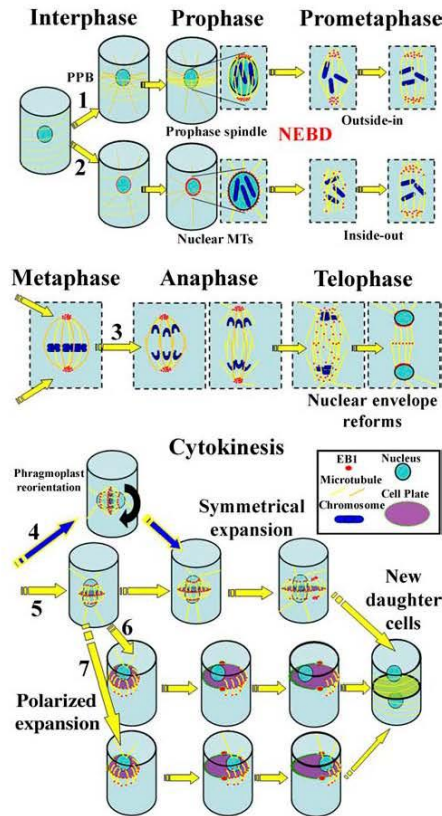 Interphase Prophase Prometaphase
PPB
1
2
Prophase spindle
NEBD
Outside-in
Nuclear MTs
Inside-out
Metaphase Anaphase Telophase
3
Nuclear envelope
reforms
Cytokinesis
Phragmoplast
reorientation
EB1 Nucleus
Microtubule
Cell Plate
Chromosome
4
Symmetrical
expansion
5
6
New
daughter
cells
7
Polarized
expansion